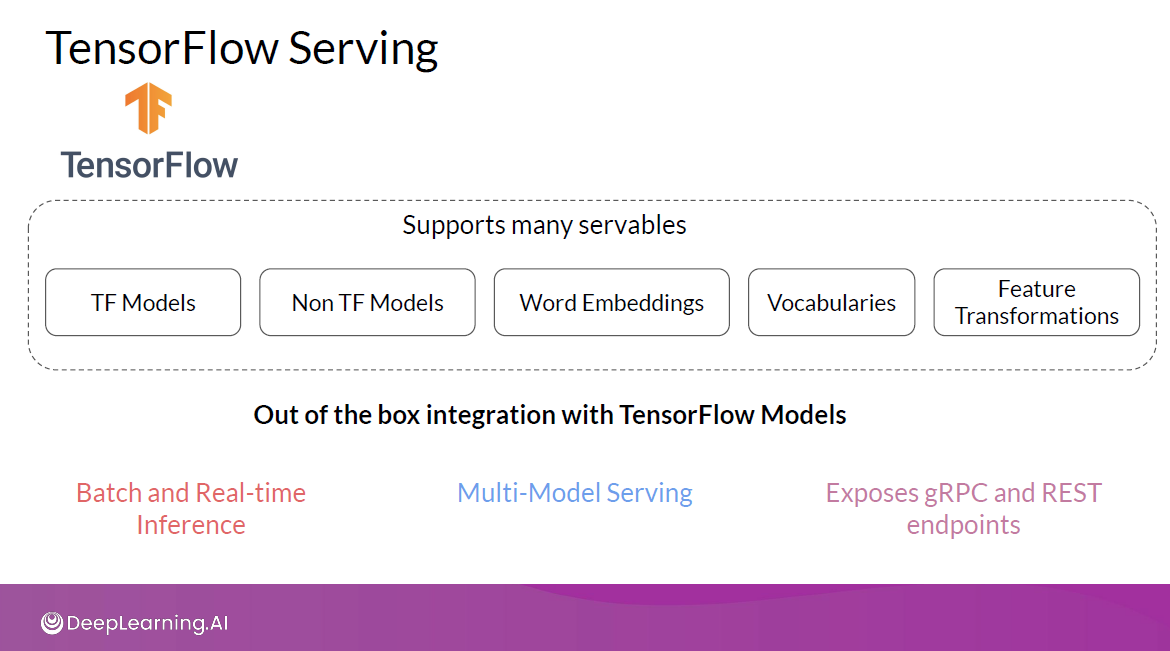 TensorFlow Serving
TensorFlow
Supports many servables
TF Models
Non TF Models
Word Embeddings
Vocabularies
Feature
Transformations
Out of the box integration with TensorFlow Models
Batch and Real-time
Inference
Multi-Model Serving
Exposes gRPC and REST
endpoints
DeepLearning.AI